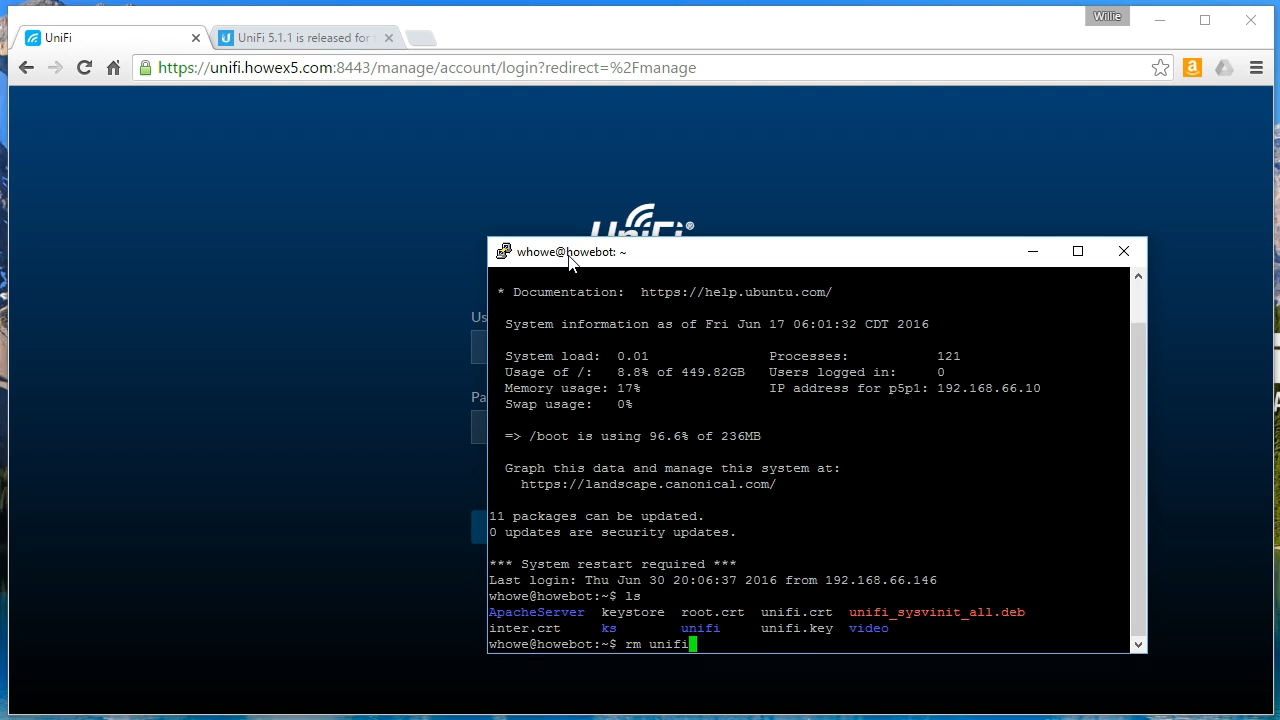 Willie
UniFi
UniFi 5.1.1 is released for
https://unifi.howex5.com:8443/manage/account/login?redirect=%2Fmanage
UniFi®
whowe@howebot: ~
Us
Pa
* Documentation: https://help.ubuntu.com/
System information as of Fri Jun 17 06:01:32 CDT 2016
System load: 0.01 Processes: 121
Usage of /: 8.8% of 449.82GB Users logged in: 0
Memory usage: 17% IP address for p5p1: 192.168.66.10
Swap usage: 0%
=> /boot is using 96.6% of 236MB
Graph this data and manage this system at:
https://landscape.canonical.com/
11 packages can be updated.
0 updates are security updates.
*** System restart required ***
Last login: Thu Jun 30 20:06:37 2016 from 192.168.66.146
whowe@howebot:~$ ls
ApacheServer keystore root.crt unifi.crt unifi_sysvinit_all.deb
inter.crt ks unifi unifi.key video
whowe@howebot:~$ rm unifi